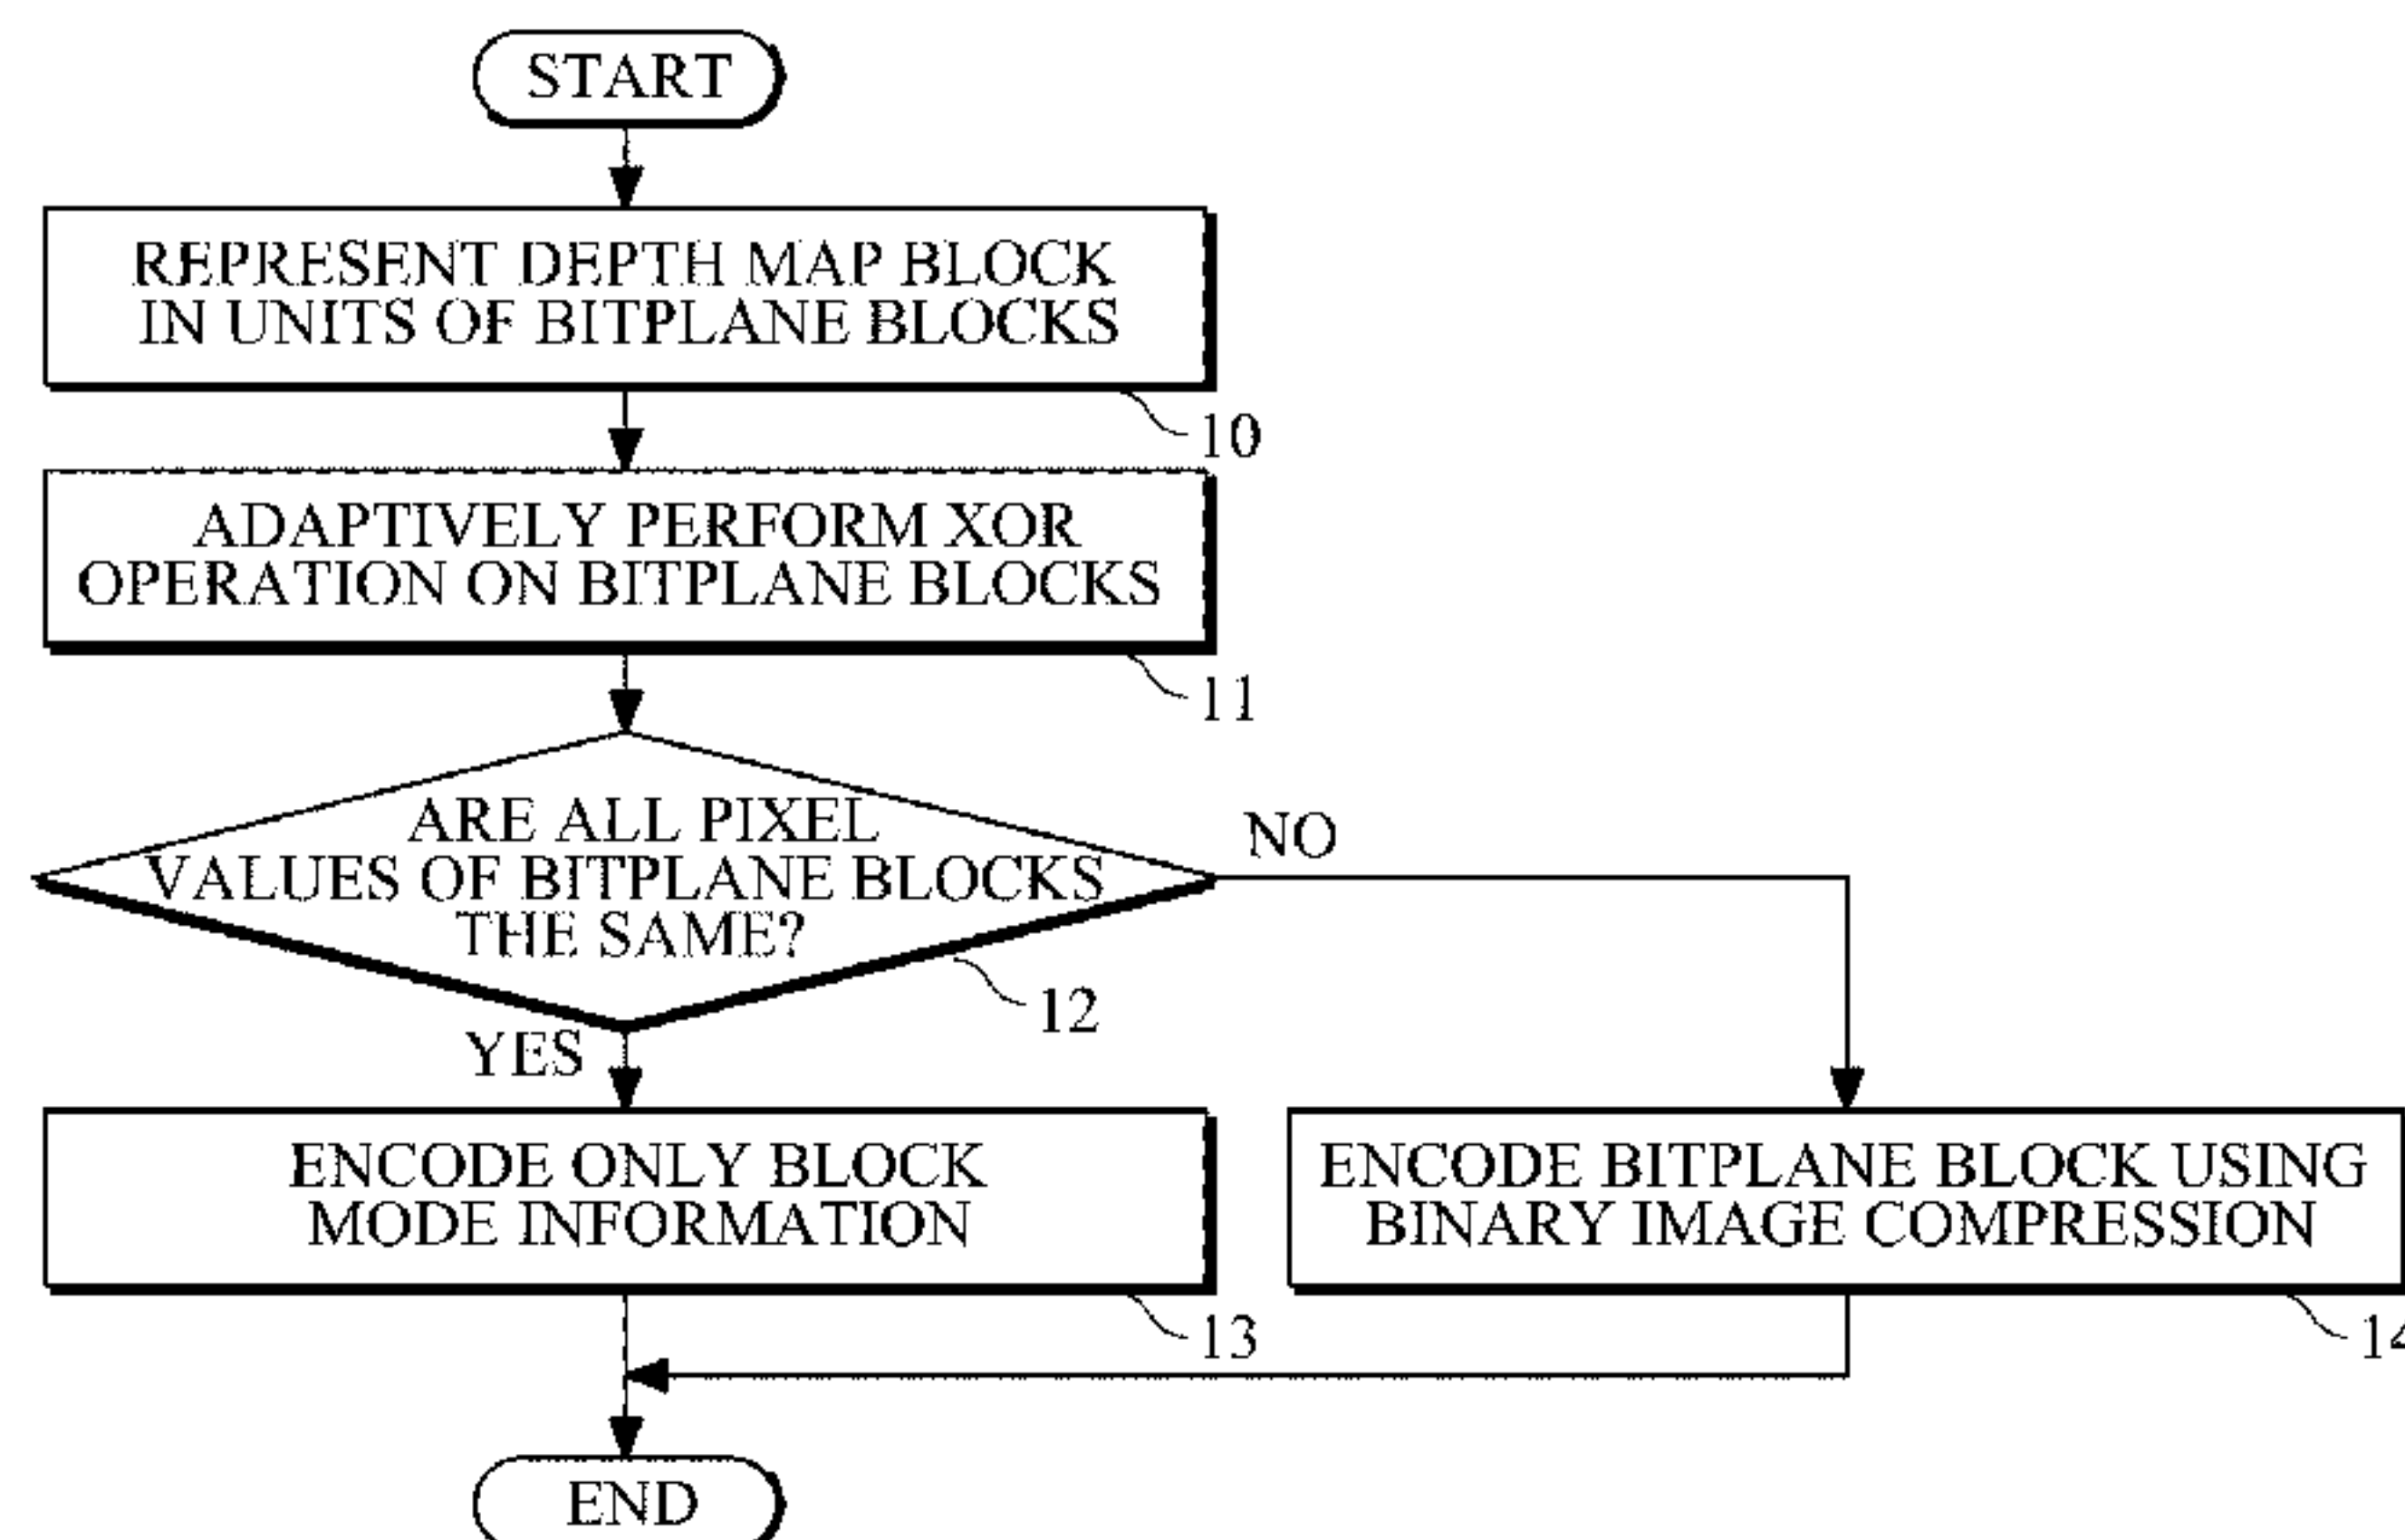 START
REPRESENT DEPTH MAP BLOCK
IN UNITS OF BITPLANE BLOCKS
10
ADAPTIVELY PERFORM XOR
OPERATION ON BITPLANE BLOCKS
11
ARE ALL PIXEL
VALUES OF BITPLANE BLOCKS
THE SAME?
NO
12
YES
ENCODE ONLY BLOCK
MODE INFORMATION
13
ENCODE BITPLANE BLOCK USING
BINARY IMAGE COMPRESSION
14
END